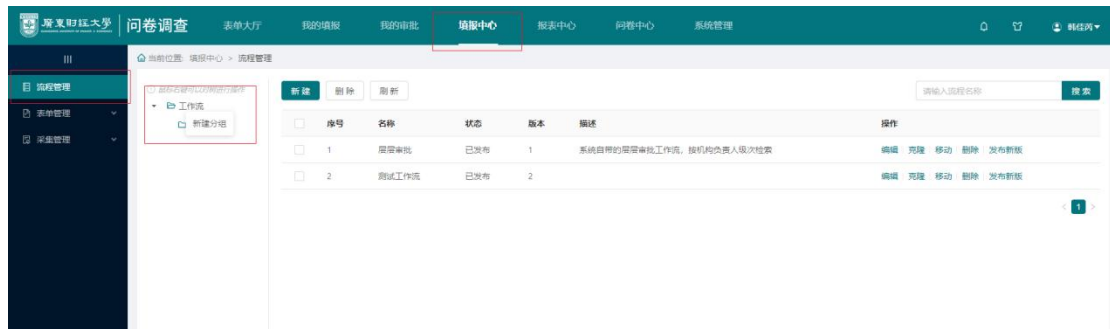 廣東财经大學 问卷调查 表单大厅 我的填报 我的审批 填报中心 报表中心 问卷中心 系统管理
当前位置: 填报中心 > 流程管理
流程管理
表单管理
采集管理
工作流
新建分组
新建 删除 刷新 请输入流程名称 搜索
序号 名称 状态 版本 描述 操作
1 层层审批 已发布 1 系统自带的层层审批工作流，按机构负责人级次检索 编辑 克隆 移动 删除 发布新版
2 测试工作流 已发布 2 编辑 克隆 移动 删除 发布新版
< 1 >